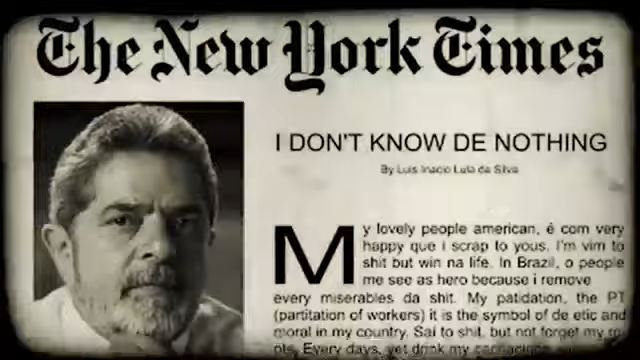 The New York Times
I DON'T KNOW DE NOTHING
By Luis Inacio Lula da Silva
My lovely people american, é com very
happy que i scrap to yous. I'm vim to
shit but win na life. In Brazil, o people
me see as hero because i remove
every miserables da shit. My patidation, the PT
(partitation of workers) it is the symbol of de etic and
moral in my country. Sai to shit, but not forget my
ots. Every days, yet drink my